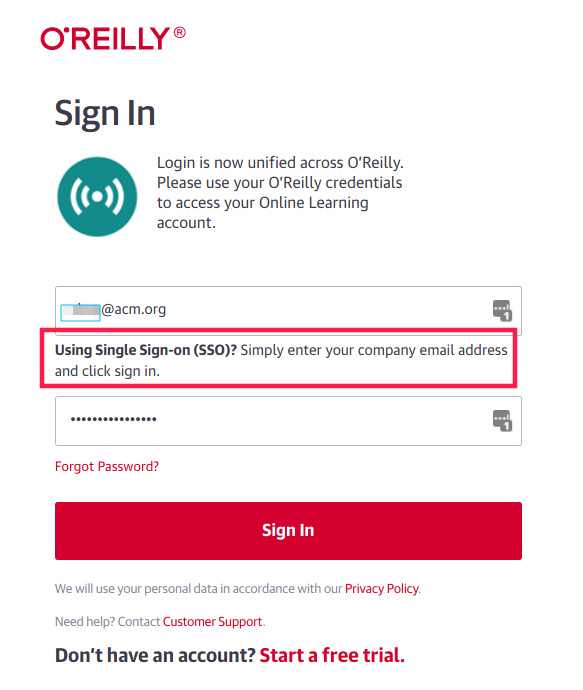 O'REILLY®
Sign In
Login is now unified across O'Reilly.
Please use your O'Reilly credentials
to access your Online Learning
account.
@acm.org
1
Using Single Sign-on (SSO)? Simply enter your company email address
and click sign in.
••••••••••••••••
1
Forgot Password?
Sign In
We will use your personal data in accordance with our Privacy Policy.
Need help? Contact Customer Support.
Don't have an account? Start a free trial.